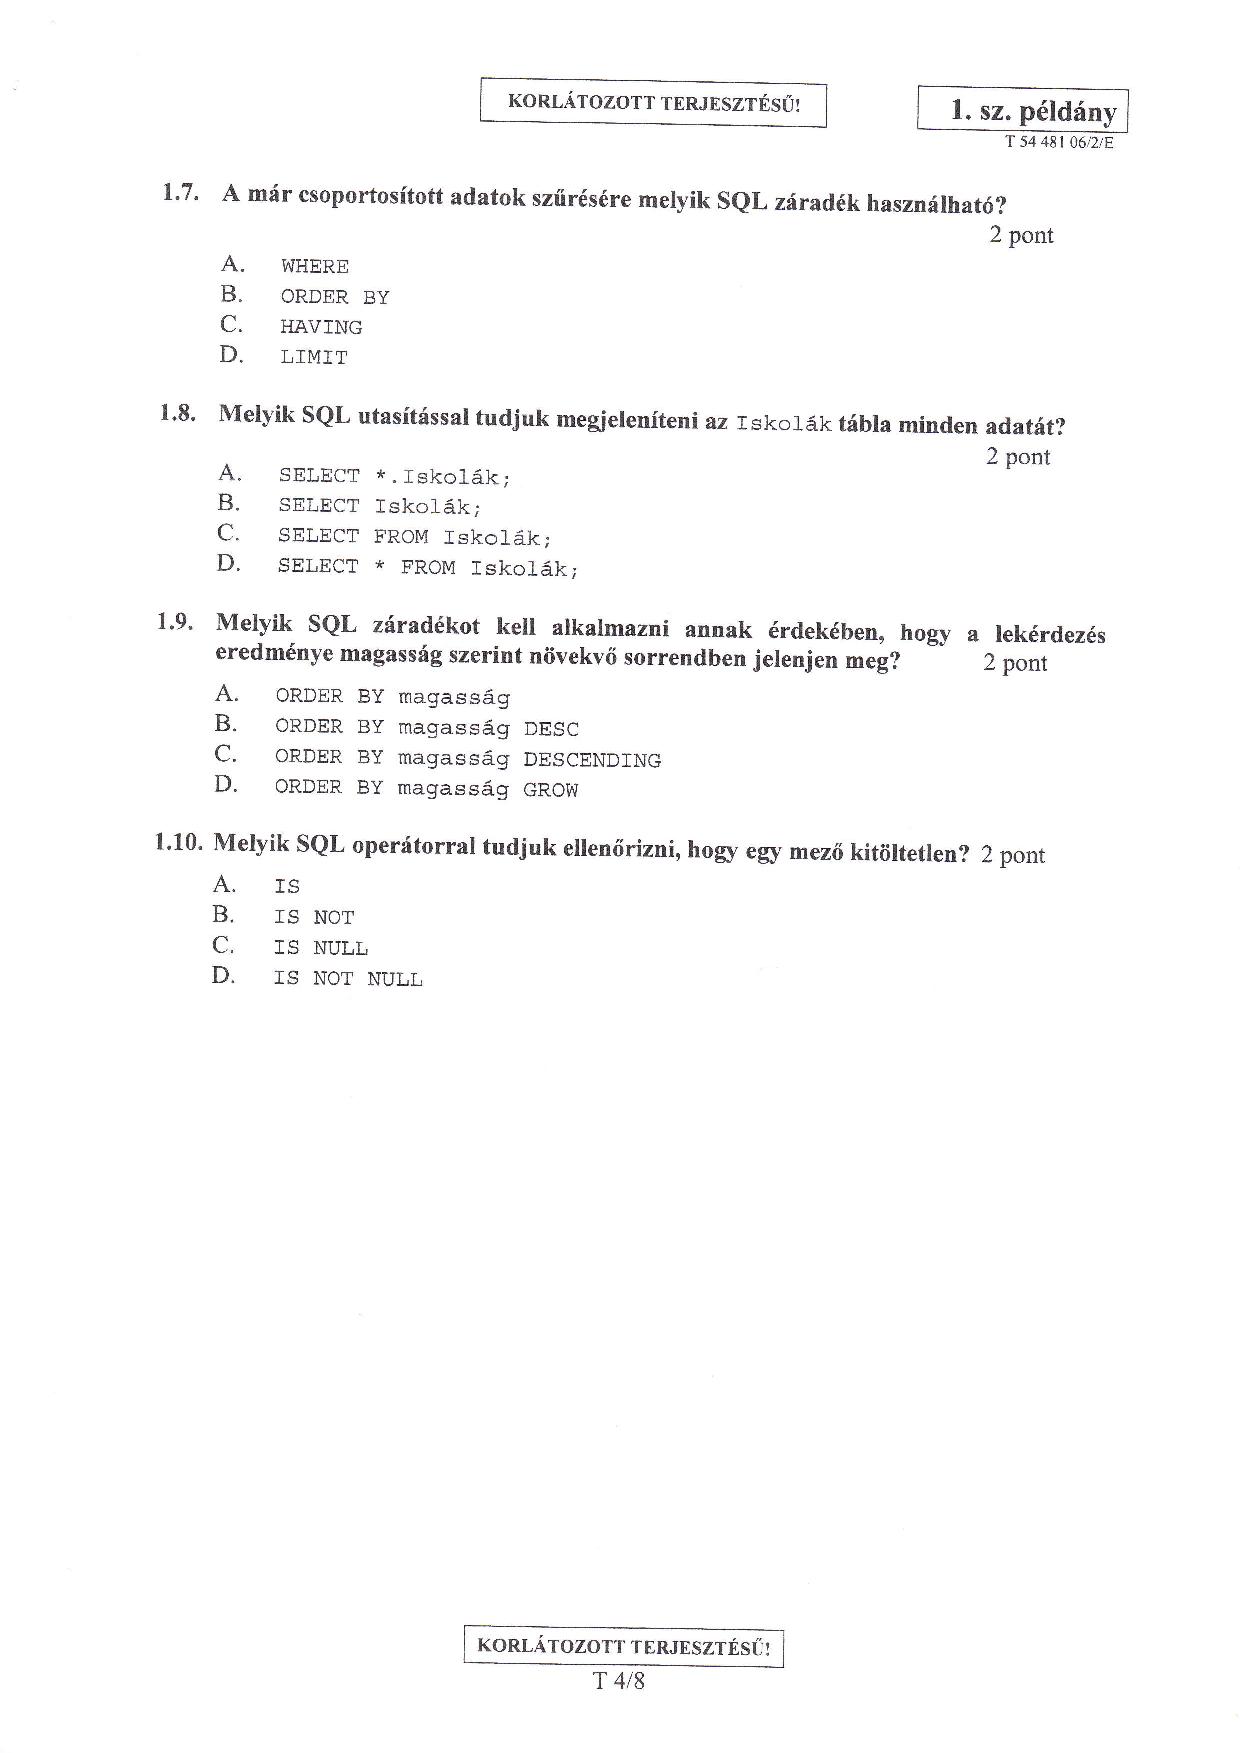 KORLÁTOZOTT TERJESZTÉSŰ!
1. sz. példány
T 54 481 06/2/E
1.7. A már csoportosított adatok szűrésére melyik SQL záradék használható?
2 pont
A. WHERE
B. ORDER BY
C. HAVING
D. LIMIT
1.8. Melyik SQL utasítással tudjuk megjeleníteni az Iskolák tábla minden adatát?
2 pont
A. SELECT *.Iskolák;
B. SELECT Iskolák;
C. SELECT FROM Iskolák;
D. SELECT * FROM Iskolák;
1.9. Melyik SQL záradékot kell alkalmazni annak érdekében, hogy a lekérdezés
eredménye magasság szerint növekvő sorrendben jelenjen meg? 2 pont
A. ORDER BY magasság
B. ORDER BY magasság DESC
C. ORDER BY magasság DESCENDING
D. ORDER BY magasság GROW
1.10. Melyik SQL operátorral tudjuk ellenőrizni, hogy egy mező kitöltetlen? 2 pont
A. IS
B. IS NOT
C. IS NULL
D. IS NOT NULL
KORLÁTOZOTT TERJESZTÉSŰ!
T 4/8